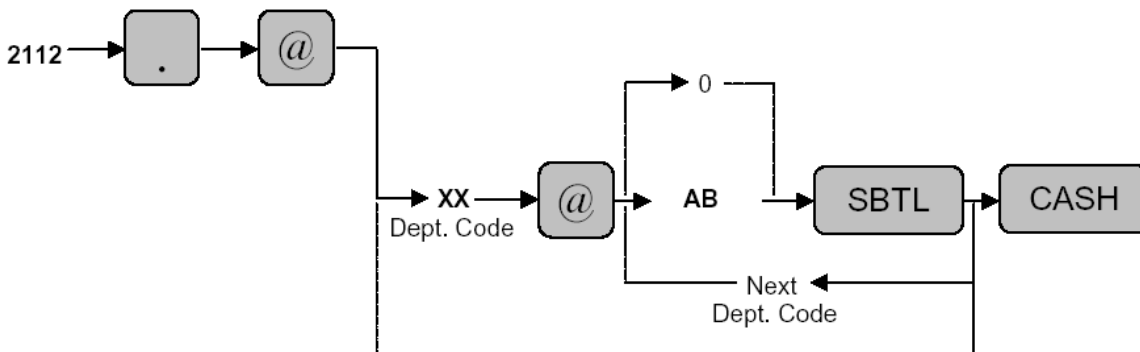 2112
.
@
XX
Dept. Code
@
0
AB
SBTL
CASH
Next
Dept. Code